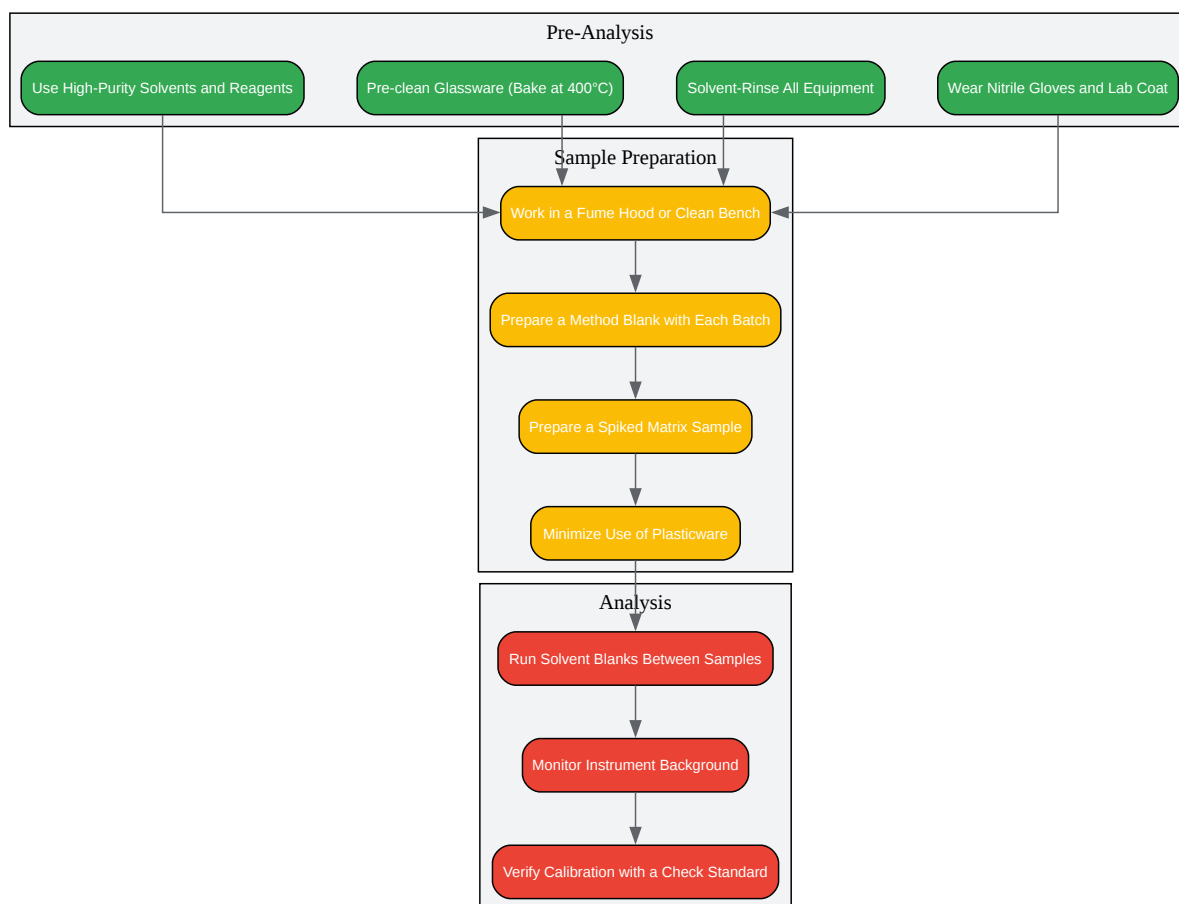 Pre-Analysis
Use High-Purity Solvents and Reagents
Pre-clean Glassware (Bake at 400°C)
Solvent-Rinse All Equipment
Wear Nitrile Gloves and Lab Coat
Sample Preparation
Work in a Fume Hood or Clean Bench
Prepare a Method Blank with Each Batch
Prepare a Spiked Matrix Sample
Minimize Use of Plasticware
Analysis
Run Solvent Blanks Between Samples
Monitor Instrument Background
Verify Calibration with a Check Standard